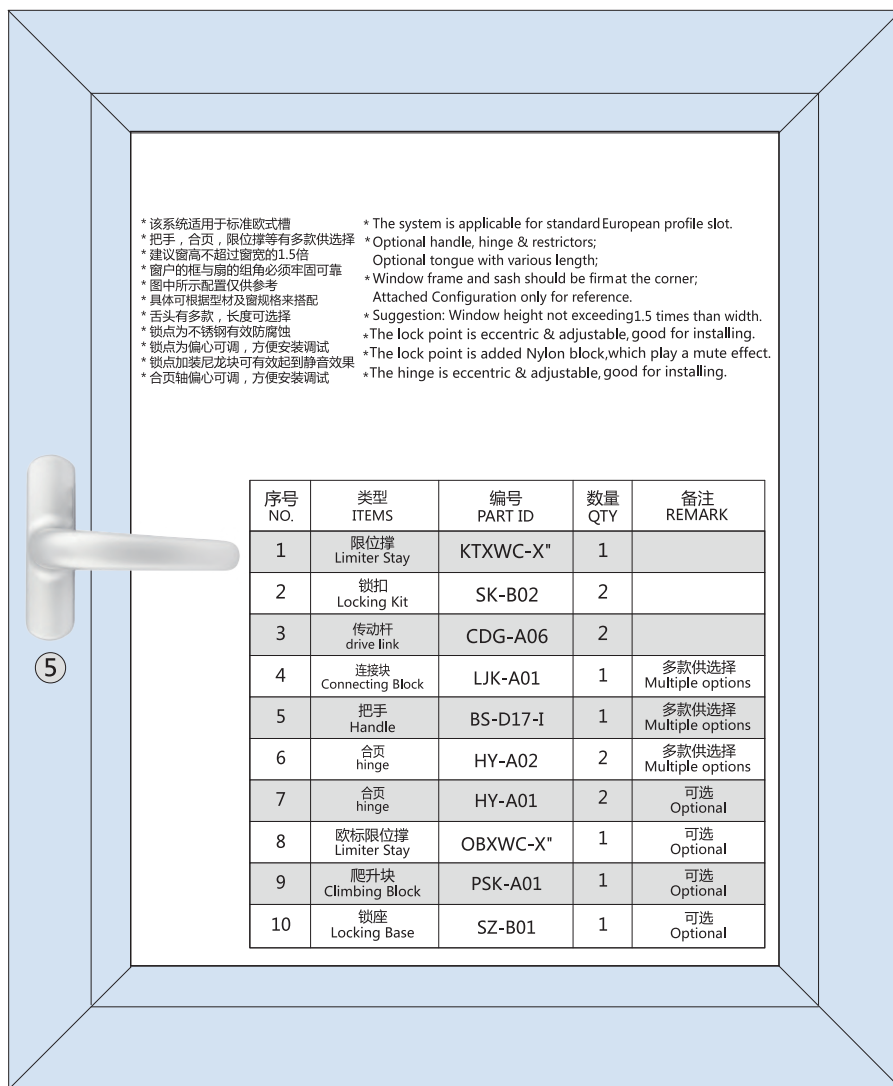 * 该系统适用于标准欧式槽
* 把手，合页，限位撑等有多款供选择
* 建议窗高不超过窗宽的1.5倍
* 窗户的框与扇的组角必须牢固可靠
* 图中所示配置仅供参考
* 具体可根据型材及窗规格来搭配
* 舌头有多款，长度可选择
* 锁点为不锈钢有效防腐蚀
* 锁点为偏心可调，方便安装调试
* 锁点加装尼龙块可有效起到静音效果
* 合页轴偏心可调，方便安装调试
* The system is applicable for standard European profile slot.
* Optional handle, hinge & restrictors;
Optional tongue with various length;
* Window frame and sash should be firm at the corner;
Attached Configuration only for reference.
* Suggestion: Window height not exceeding 1.5 times than width.
* The lock point is eccentric & adjustable, good for installing.
* The lock point is added Nylon block, which play a mute effect.
* The hinge is eccentric & adjustable, good for installing.
序号 类型 编号 数量 备注
NO. ITEMS PART ID QTY REMARK
1 限位撑 Limiter Stay KTXWC-X" 1
2 锁扣 Locking Kit SK-B02 2
3 传动杆 drive link CDG-A06 2
4 连接块 Connecting Block LJK-A01 1 多款供选择 Multiple options
5 把手 Handle BS-D17-I 1 多款供选择 Multiple options
6 合页 hinge HY-A02 2 多款供选择 Multiple options
7 合页 hinge HY-A01 2 可选 Optional
8 欧标限位撑 Limiter Stay OBXWC-X" 1 可选 Optional
9 爬升块 Climbing Block PSK-A01 1 可选 Optional
10 锁座 Locking Base SZ-B01 1 可选 Optional
5